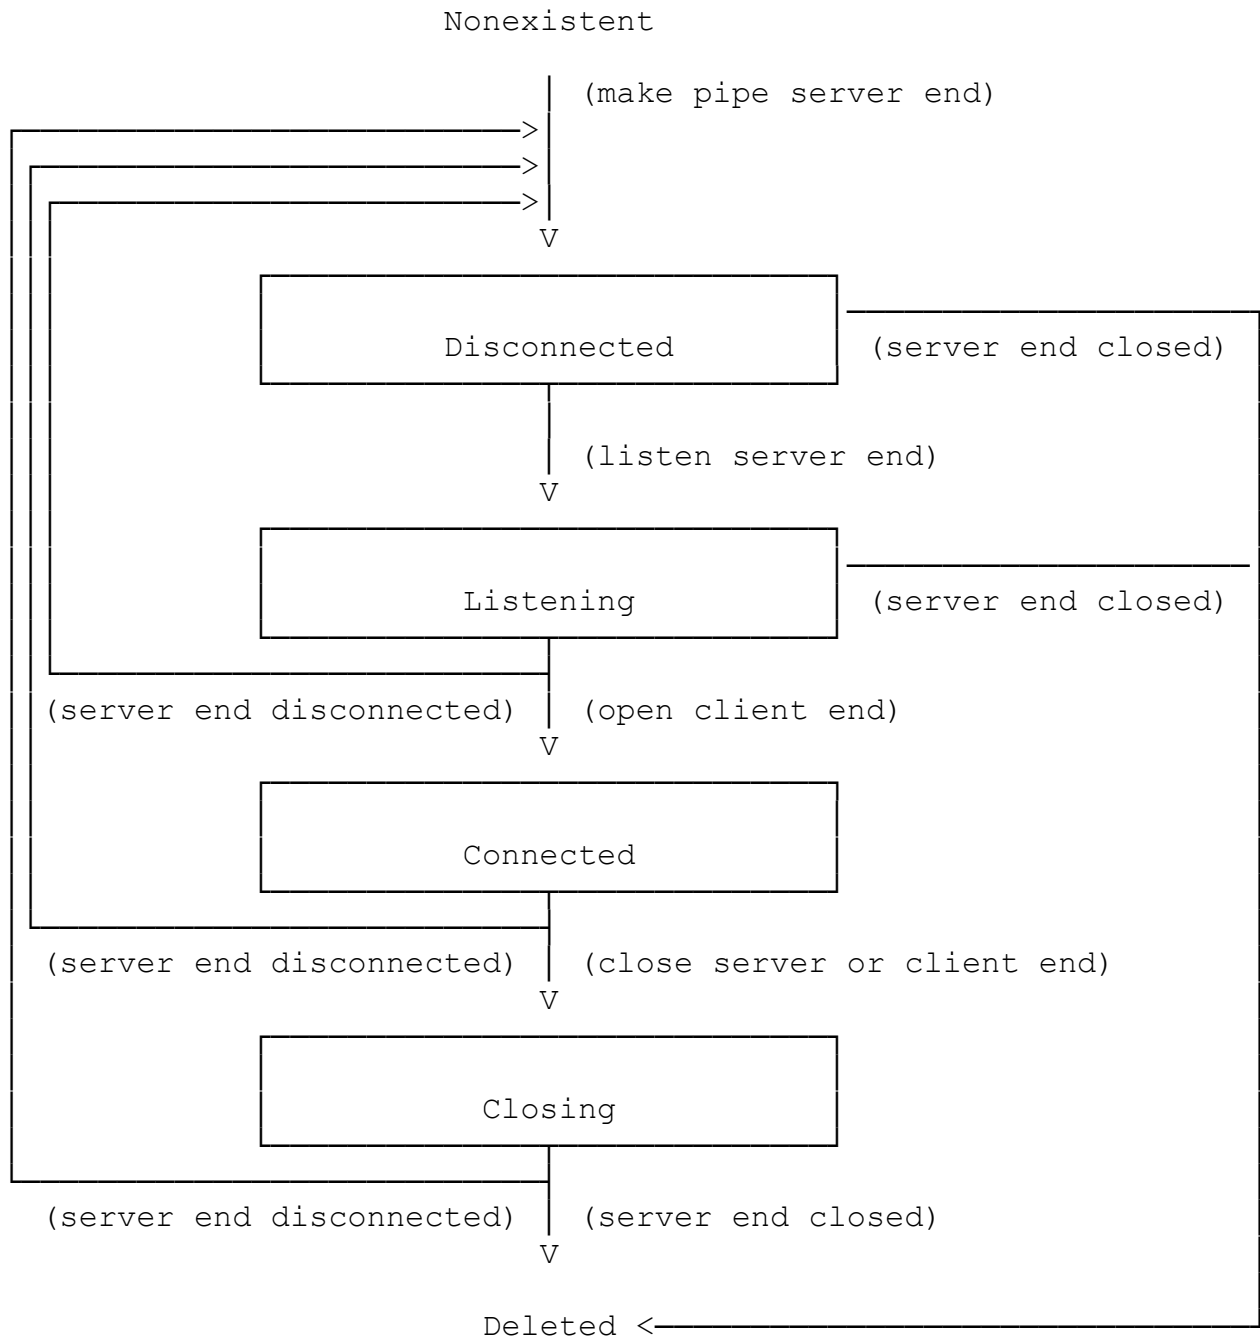 Nonexistent
(make pipe server end)
Disconnected
(server end closed)
(listen server end)
Listening
(server end closed)
(server end disconnected)
(open client end)
Connected
(server end disconnected)
(close server or client end)
Closing
(server end disconnected)
(server end closed)
Deleted